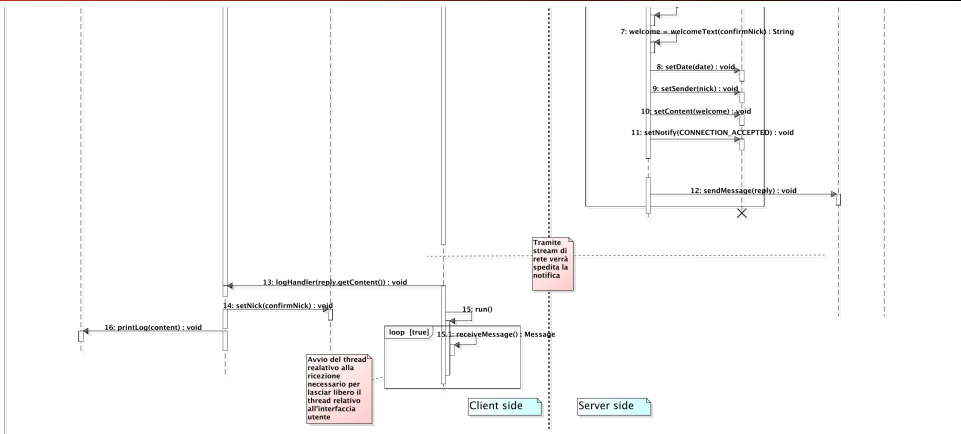 7: welcome = welcomeText(confirmNick) : String
8: setDate(date) : void
9: setSender(nick) : void
10: setContent(welcome) : void
11: setNotify(CONNECTION_ACCEPTED) : void
12: sendMessage(reply) : void
Tramite
stream di
rete verrà
spedita la
notifica
13: logHandler(reply.getContent()) : void
14: setNick(confirmNick) : void
15: run()
16: printLog(content) : void
loop [true]
15.1: receiveMessage() : Message
Avvio del thread
realativo alla
ricezione
necessario per
lasciar libero il
thread relativo
all'interfaccia
utente
Client side
Server side